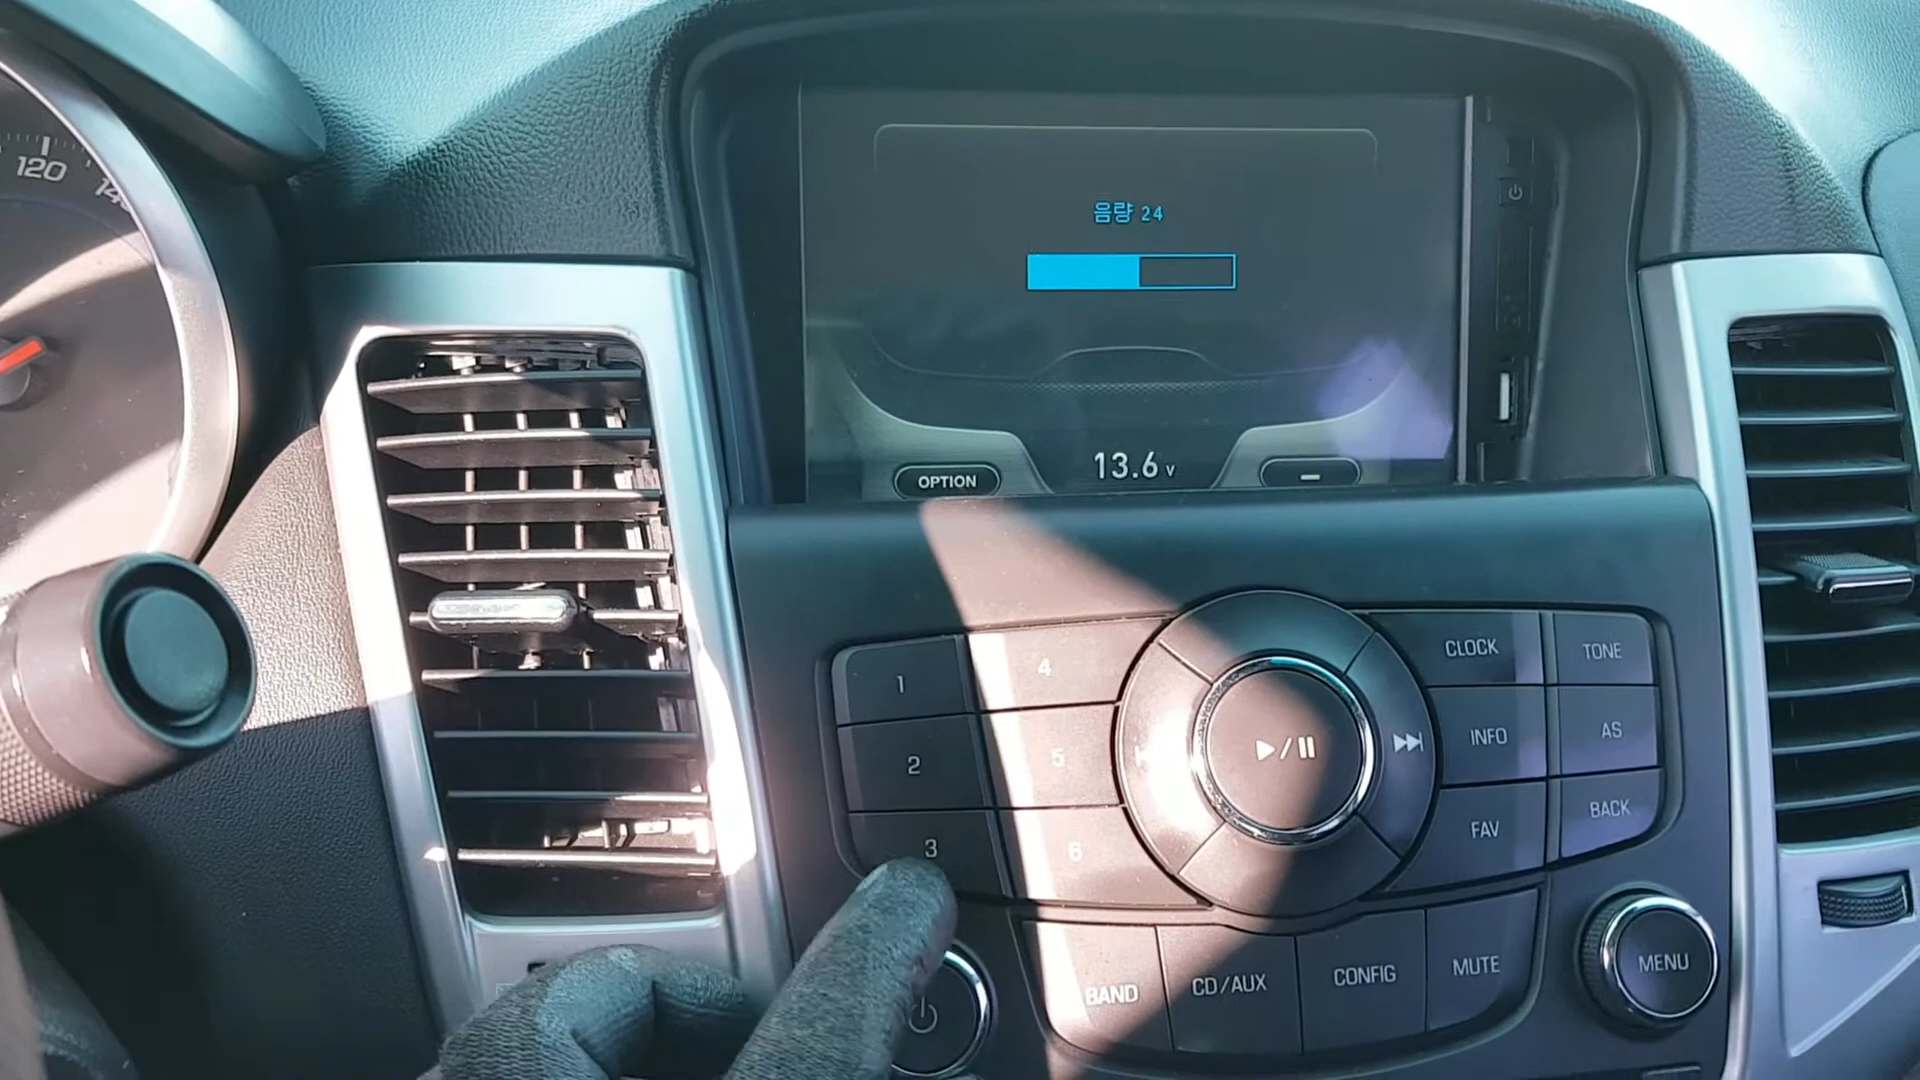 120
음량 24
13.6 V
OPTION
–
1
4
CLOCK
TONE
2
5
INFO
AS
3
6
FAV
BACK
BAND
CD/AUX
CONFIG
MUTE
MENU